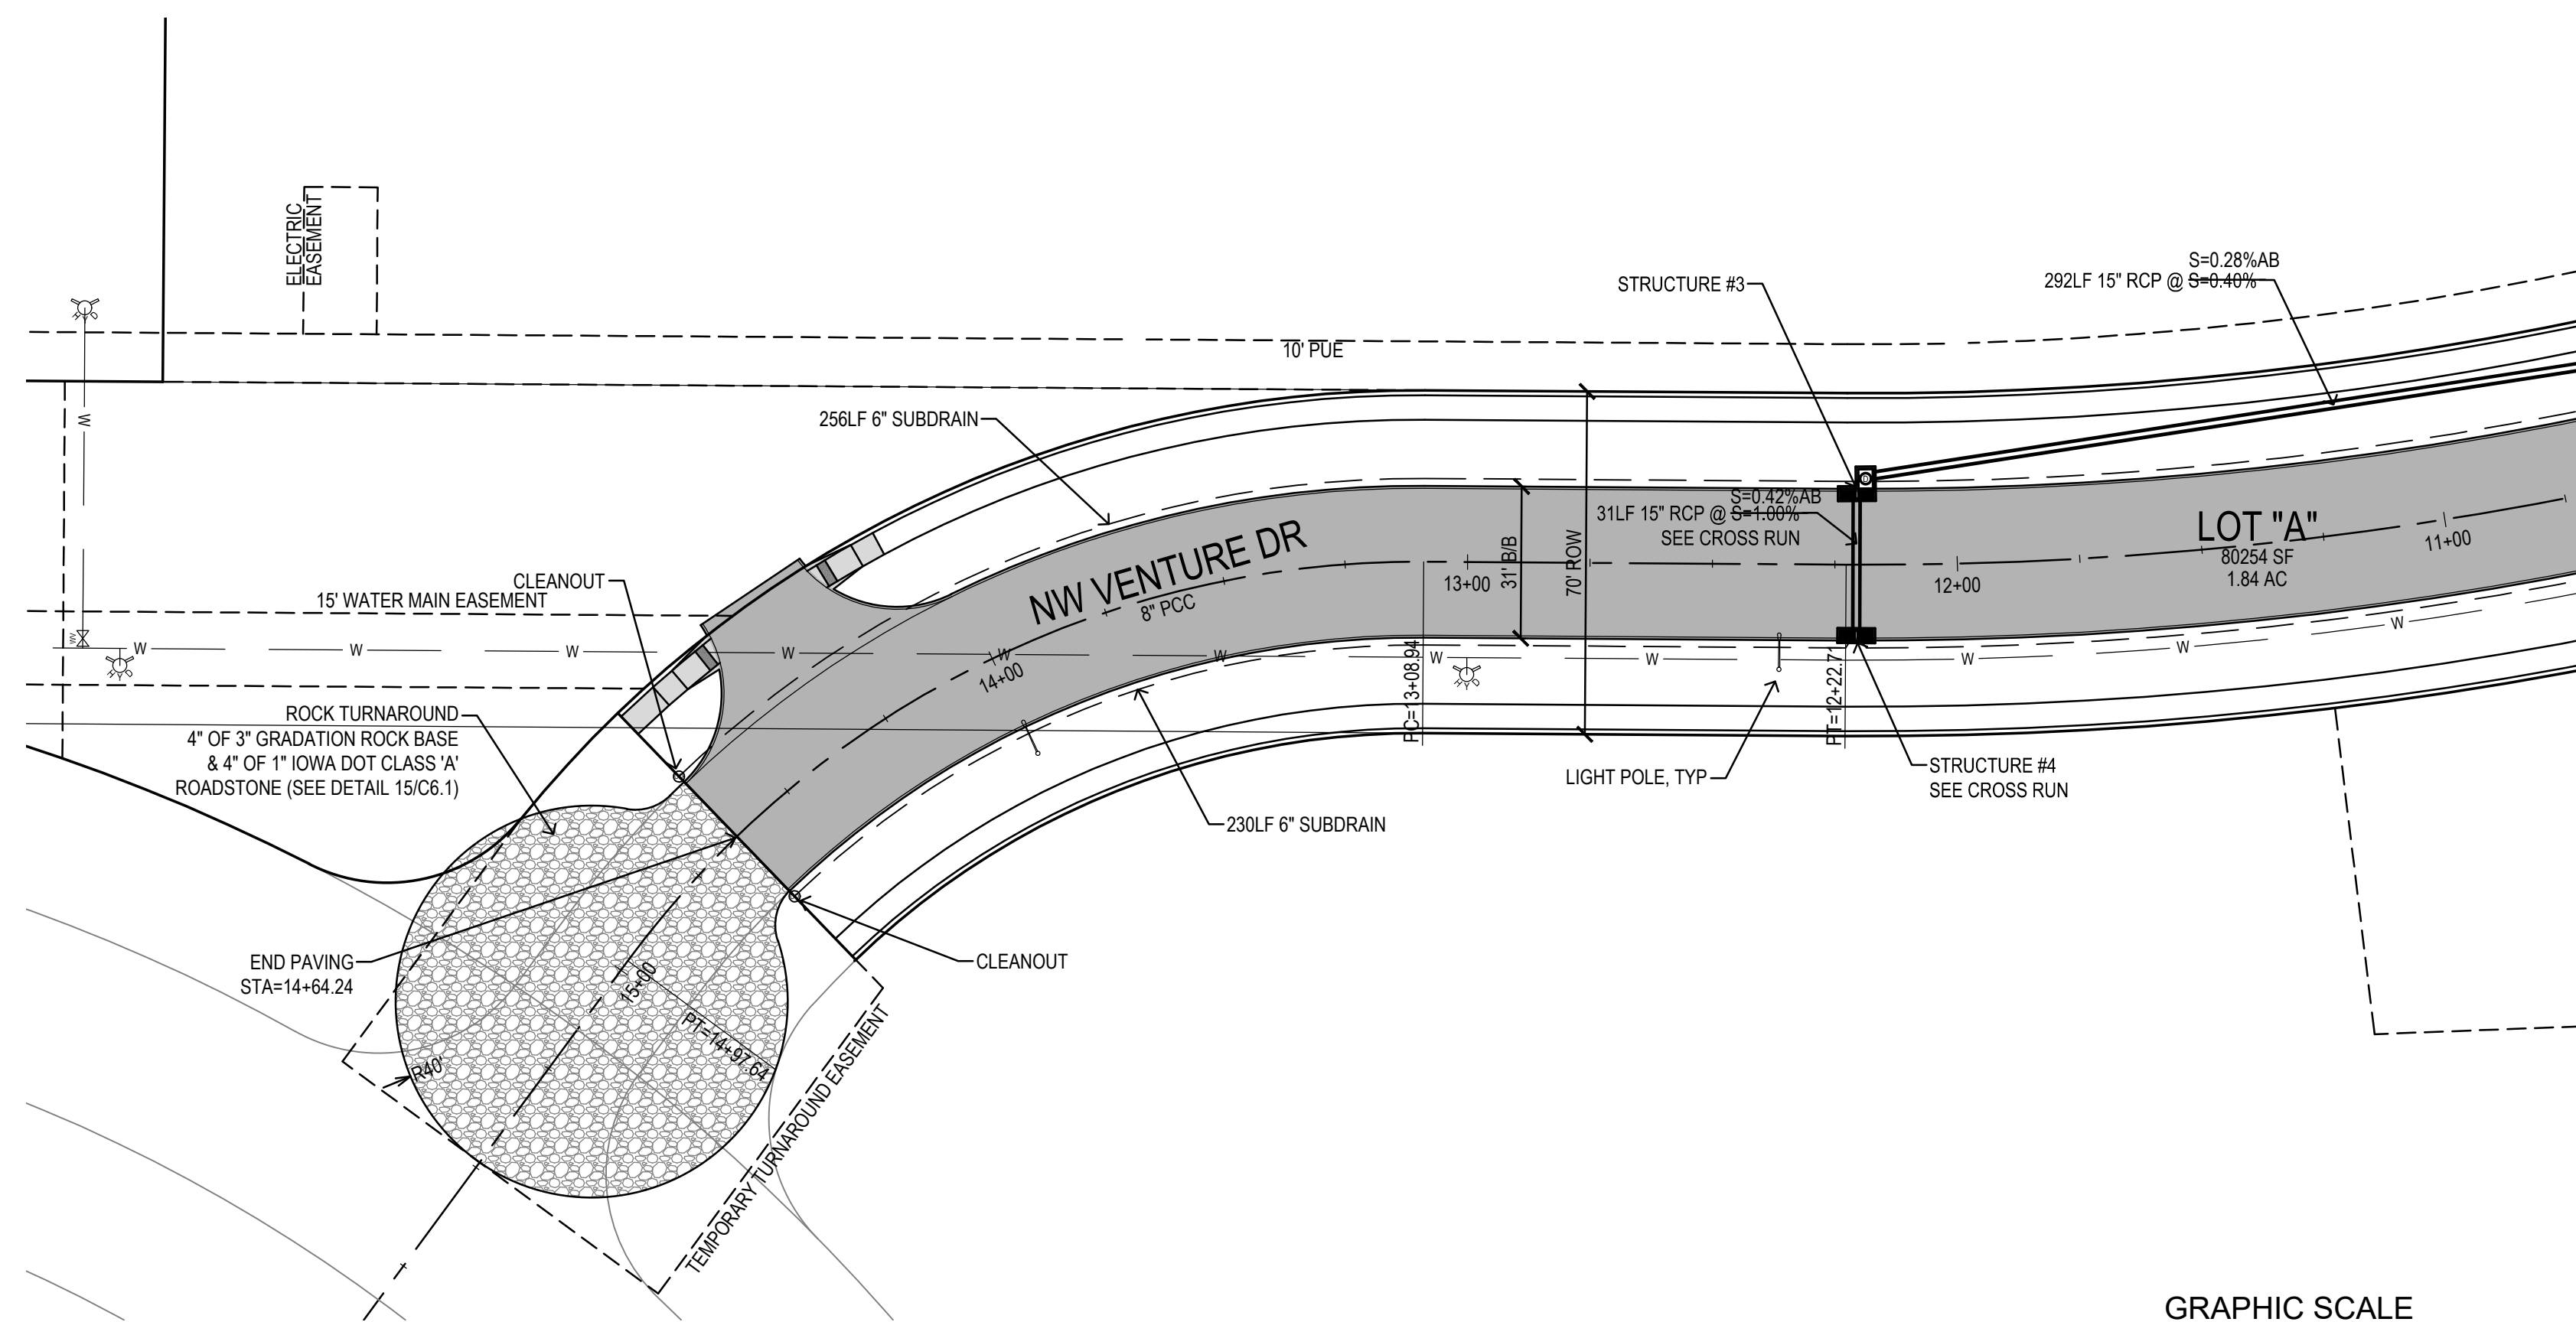 ELECTRIC
EASEMENT
S=0.28%AB
STRUCTURE #3
292LF 15" RCP @ S=0.40%
10' PUE
256LF 6" SUBDRAIN
W
S=0.42%AB
31LF 15" RCP @ S=1.00%
SEE CROSS RUN
31' B/B
70' ROW
LOT "A"
80254 SF
1.84 AC
11+00
NW VENTURE DR
8" PCC
13+00
12+00
CLEANOUT
15' WATER MAIN EASEMENT
WV
W W W W W W W W W W W
14+00
PC=13+08.94
PT=12+22.71
ROCK TURNAROUND
4" OF 3" GRADATION ROCK BASE
& 4" OF 1" IOWA DOT CLASS 'A'
ROADSTONE (SEE DETAIL 15/C6.1)
LIGHT POLE, TYP
STRUCTURE #4
SEE CROSS RUN
230LF 6" SUBDRAIN
END PAVING
STA=14+64.24
CLEANOUT
15+00
PT=14+97.64
R40'
TEMPORARY TURNAROUND EASEMENT
GRAPHIC SCALE